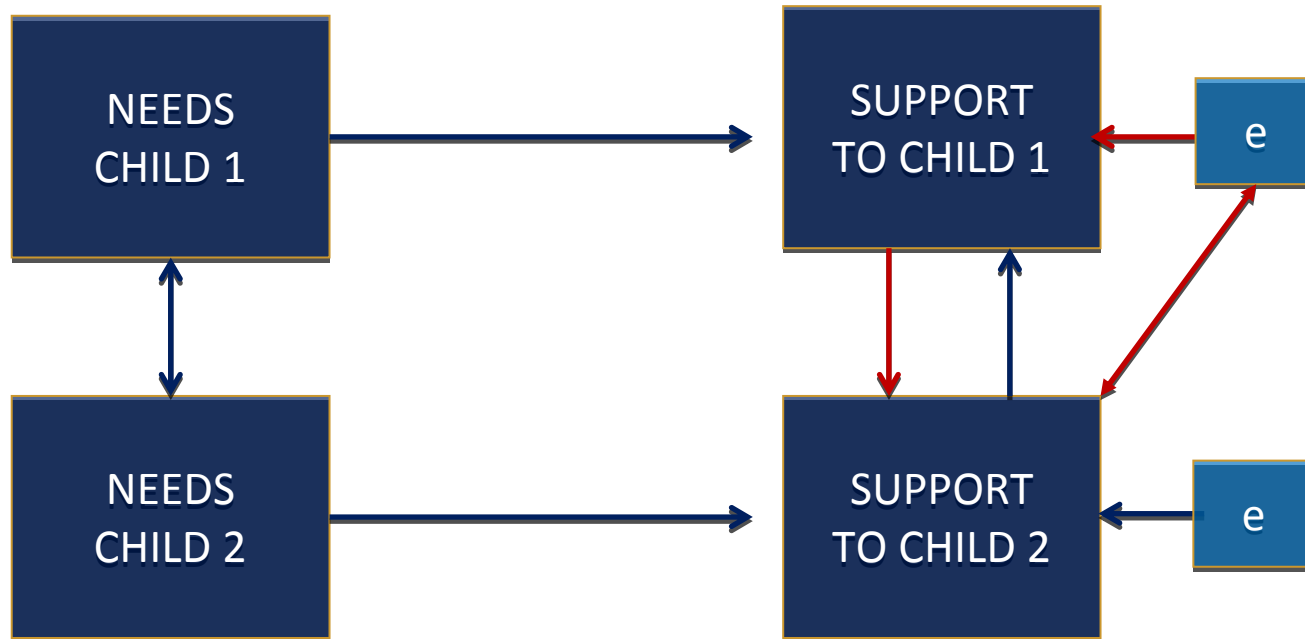 NEEDS
CHILD 1
SUPPORT
TO CHILD 1
e
NEEDS
CHILD 2
SUPPORT
TO CHILD 2
e